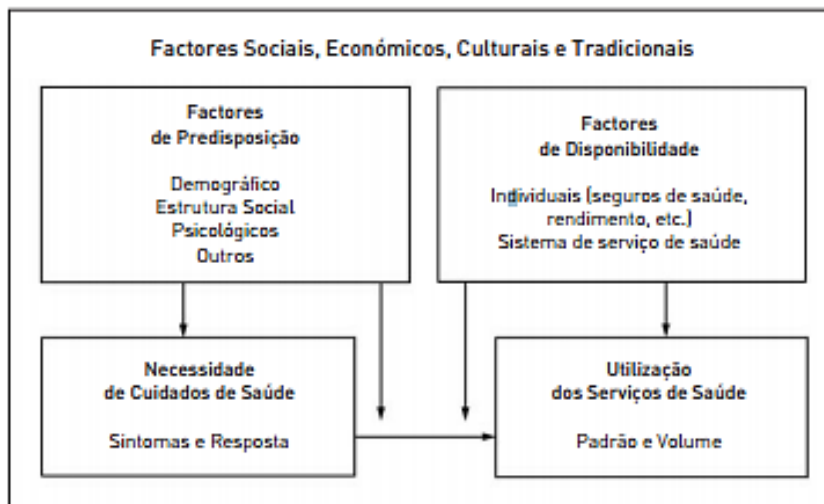 Factores Sociais, Económicos, Culturais e Tradicionais
Factores
de Predisposição
Demográfico
Estrutura Social
Psicológicos
Outros
Factores
de Disponibilidade
Individuais (seguros de saúde,
rendimento, etc.)
Sistema de serviço de saúde
Necessidade
de Cuidados de Saúde
Sintomas e Resposta
Utilização
dos Serviços de Saúde
Padrão e Volume